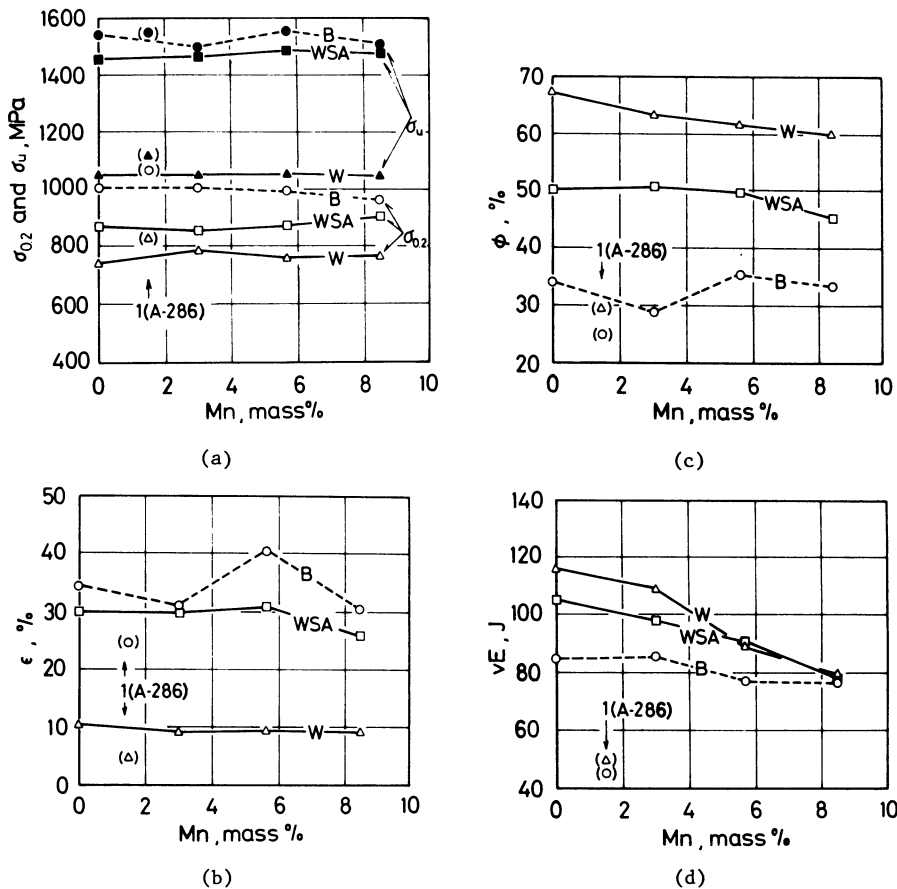 1600
1400
1200
1000
800
600
400
σ0.2 and σu, MPa
B
WSA
σu
W
B
WSA
σ0.2
W
1(A-286)
0 2 4 6 8 10
Mn, mass%
(a)
70
60
50
40
30
20
φ, %
W
WSA
1(A-286)
B
0 2 4 6 8 10
Mn, mass%
(c)
50
40
30
20
10
0
ϵ, %
B
WSA
1(A-286)
W
0 2 4 6 8 10
Mn, mass%
(b)
140
120
100
80
60
40
vE, J
W
WSA
B
1(A-286)
0 2 4 6 8 10
Mn, mass%
(d)